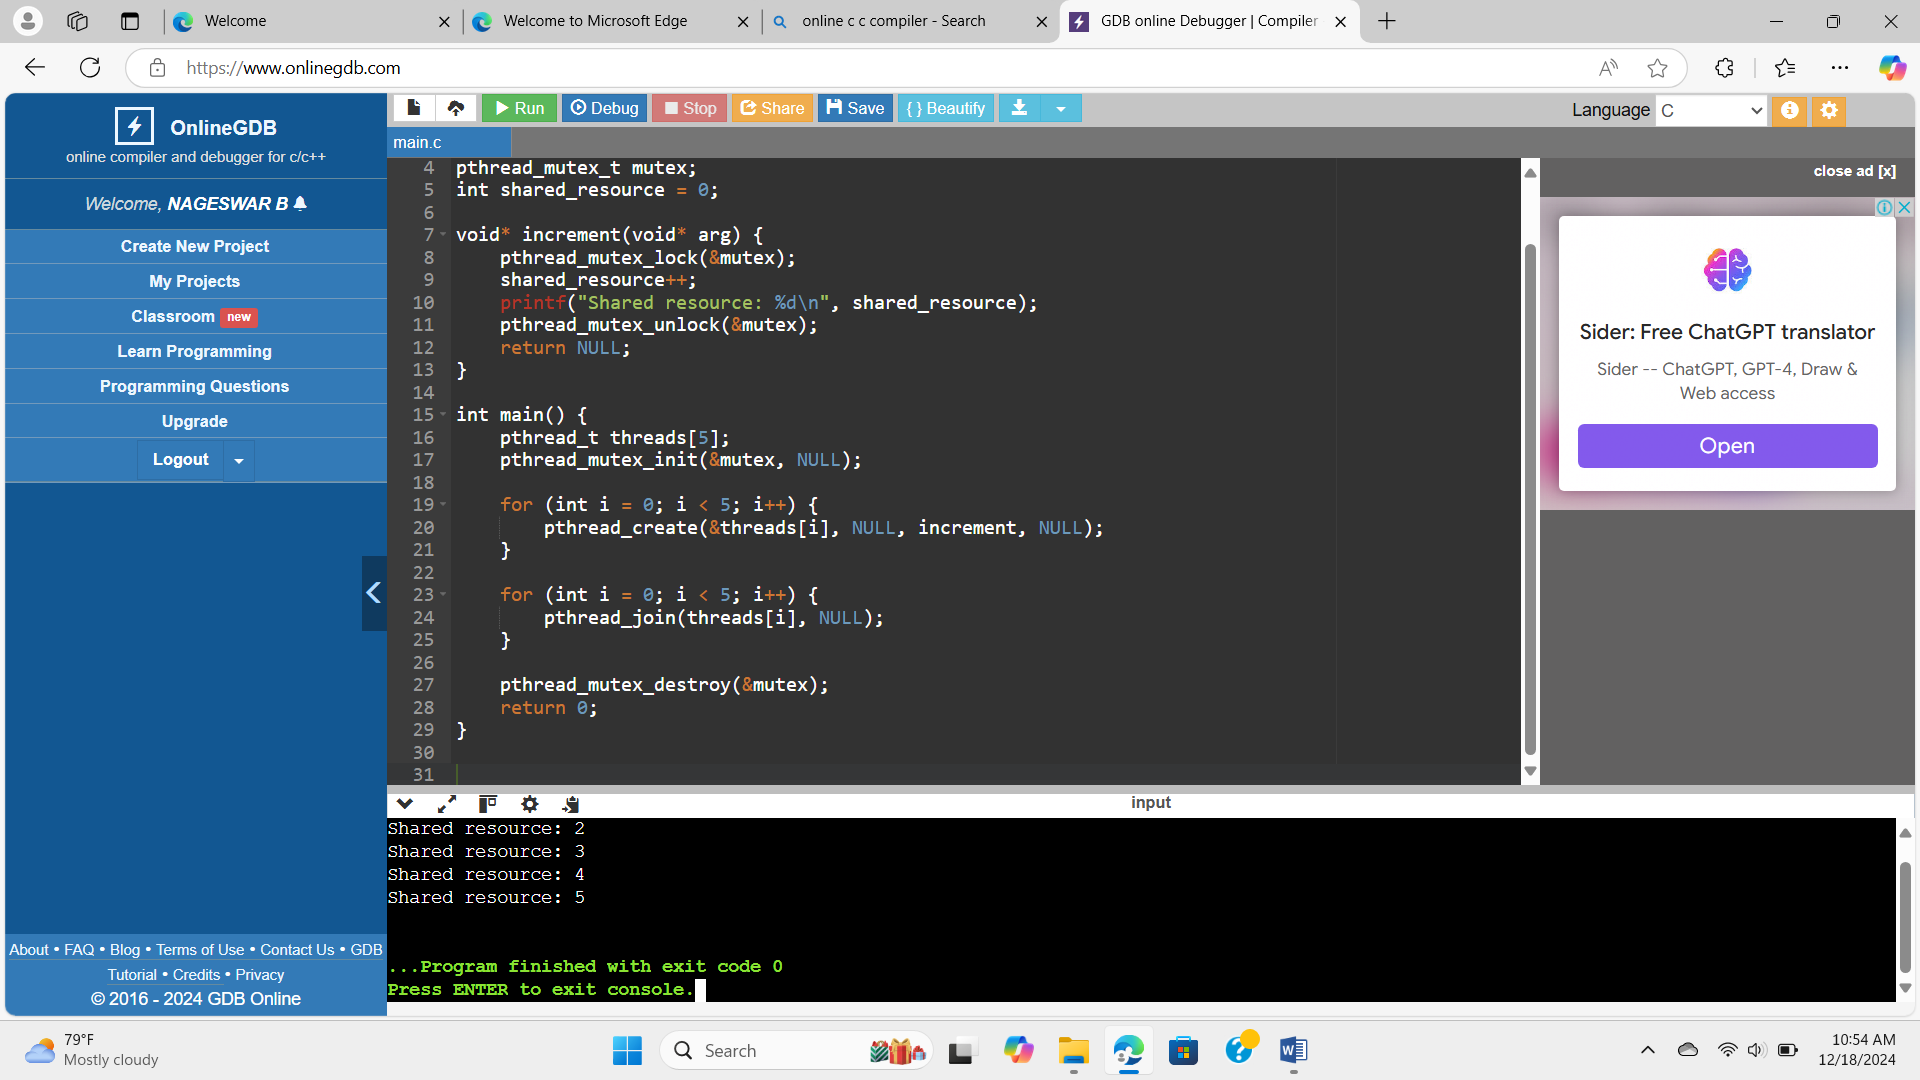 Welcome
Welcome to Microsoft Edge
online c c compiler - Search
GDB online Debugger | Compiler
https://www.onlinegdb.com
OnlineGDB
online compiler and debugger for c/c++
Welcome, NAGESWAR B
Create New Project
My Projects
Classroom new
Learn Programming
Programming Questions
Upgrade
Logout
About • FAQ • Blog • Terms of Use • Contact Us • GDB
Tutorial • Credits • Privacy
© 2016 - 2024 GDB Online
Run Debug Stop Share Save { } Beautify
Language C
main.c
4 pthread_mutex_t mutex;
5 int shared_resource = 0;
6
7 void* increment(void* arg) {
8     pthread_mutex_lock(&mutex);
9     shared_resource++;
10     printf("Shared resource: %d\n", shared_resource);
11     pthread_mutex_unlock(&mutex);
12     return NULL;
13 }
14
15 int main() {
16     pthread_t threads[5];
17     pthread_mutex_init(&mutex, NULL);
18
19     for (int i = 0; i < 5; i++) {
20         pthread_create(&threads[i], NULL, increment, NULL);
21     }
22
23     for (int i = 0; i < 5; i++) {
24         pthread_join(threads[i], NULL);
25     }
26
27     pthread_mutex_destroy(&mutex);
28     return 0;
29 }
30
31
close ad [x]
Sider: Free ChatGPT translator
Sider -- ChatGPT, GPT-4, Draw &
Web access
Open
input
Shared resource: 2
Shared resource: 3
Shared resource: 4
Shared resource: 5
...Program finished with exit code 0
Press ENTER to exit console.
79°F
Mostly cloudy
Search
10:54 AM
12/18/2024